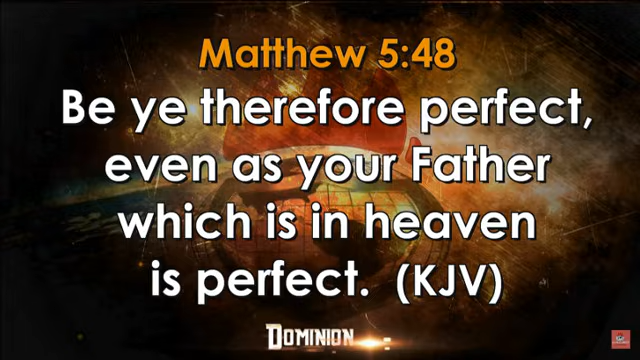 Matthew 5:48
Be ye therefore perfect,
even as your Father
which is in heaven
is perfect. (KJV)
DOMINION